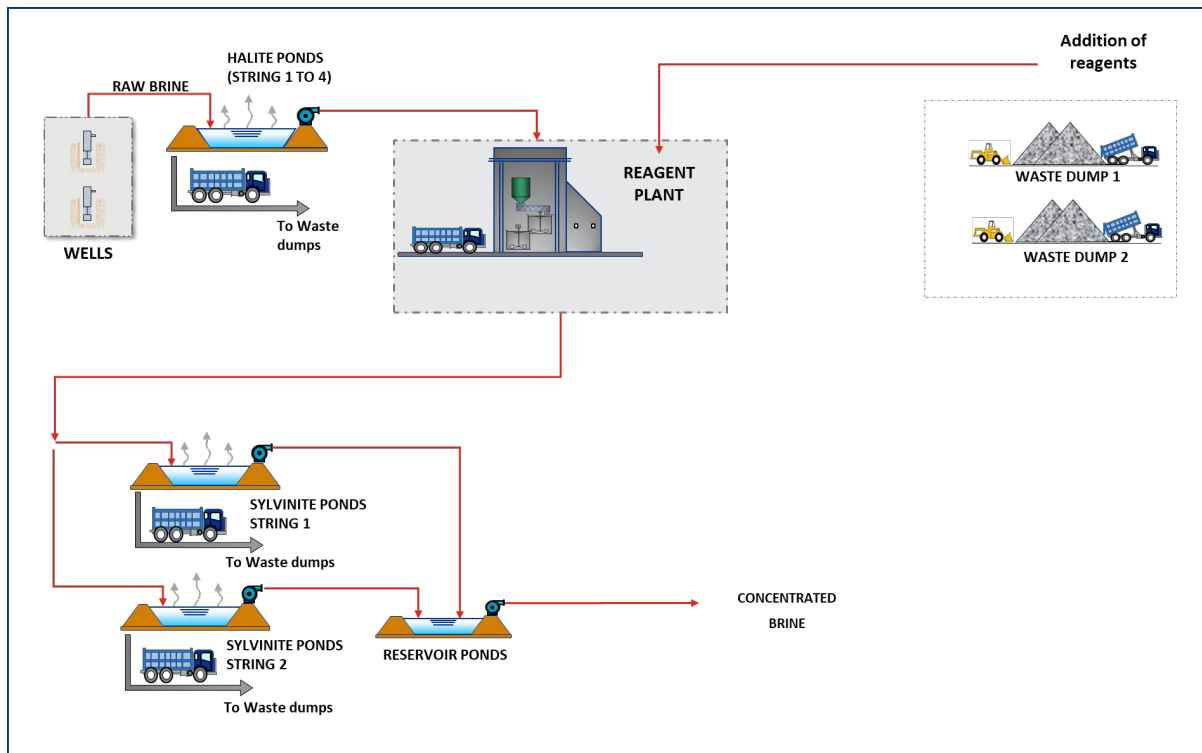 HALITE PONDS
(STRING 1 TO 4)
RAW BRINE
Addition of
reagents
REAGENT
PLANT
WASTE DUMP 1
To Waste
dumps
WELLS
WASTE DUMP 2
SYLVINITE PONDS
STRING 1
To Waste dumps
CONCENTRATED
BRINE
SYLVINITE PONDS
STRING 2
RESERVOIR PONDS
To Waste dumps